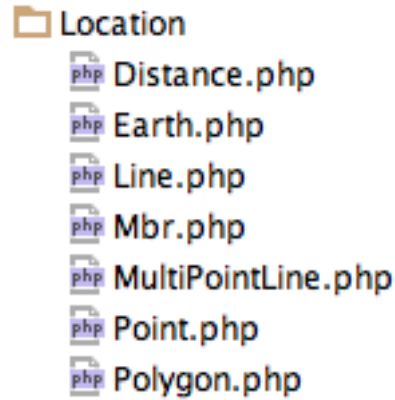 Location
php Distance.php
php Earth.php
php Line.php
php Mbr.php
php MultiPointLine.php
php Point.php
php Polygon.php